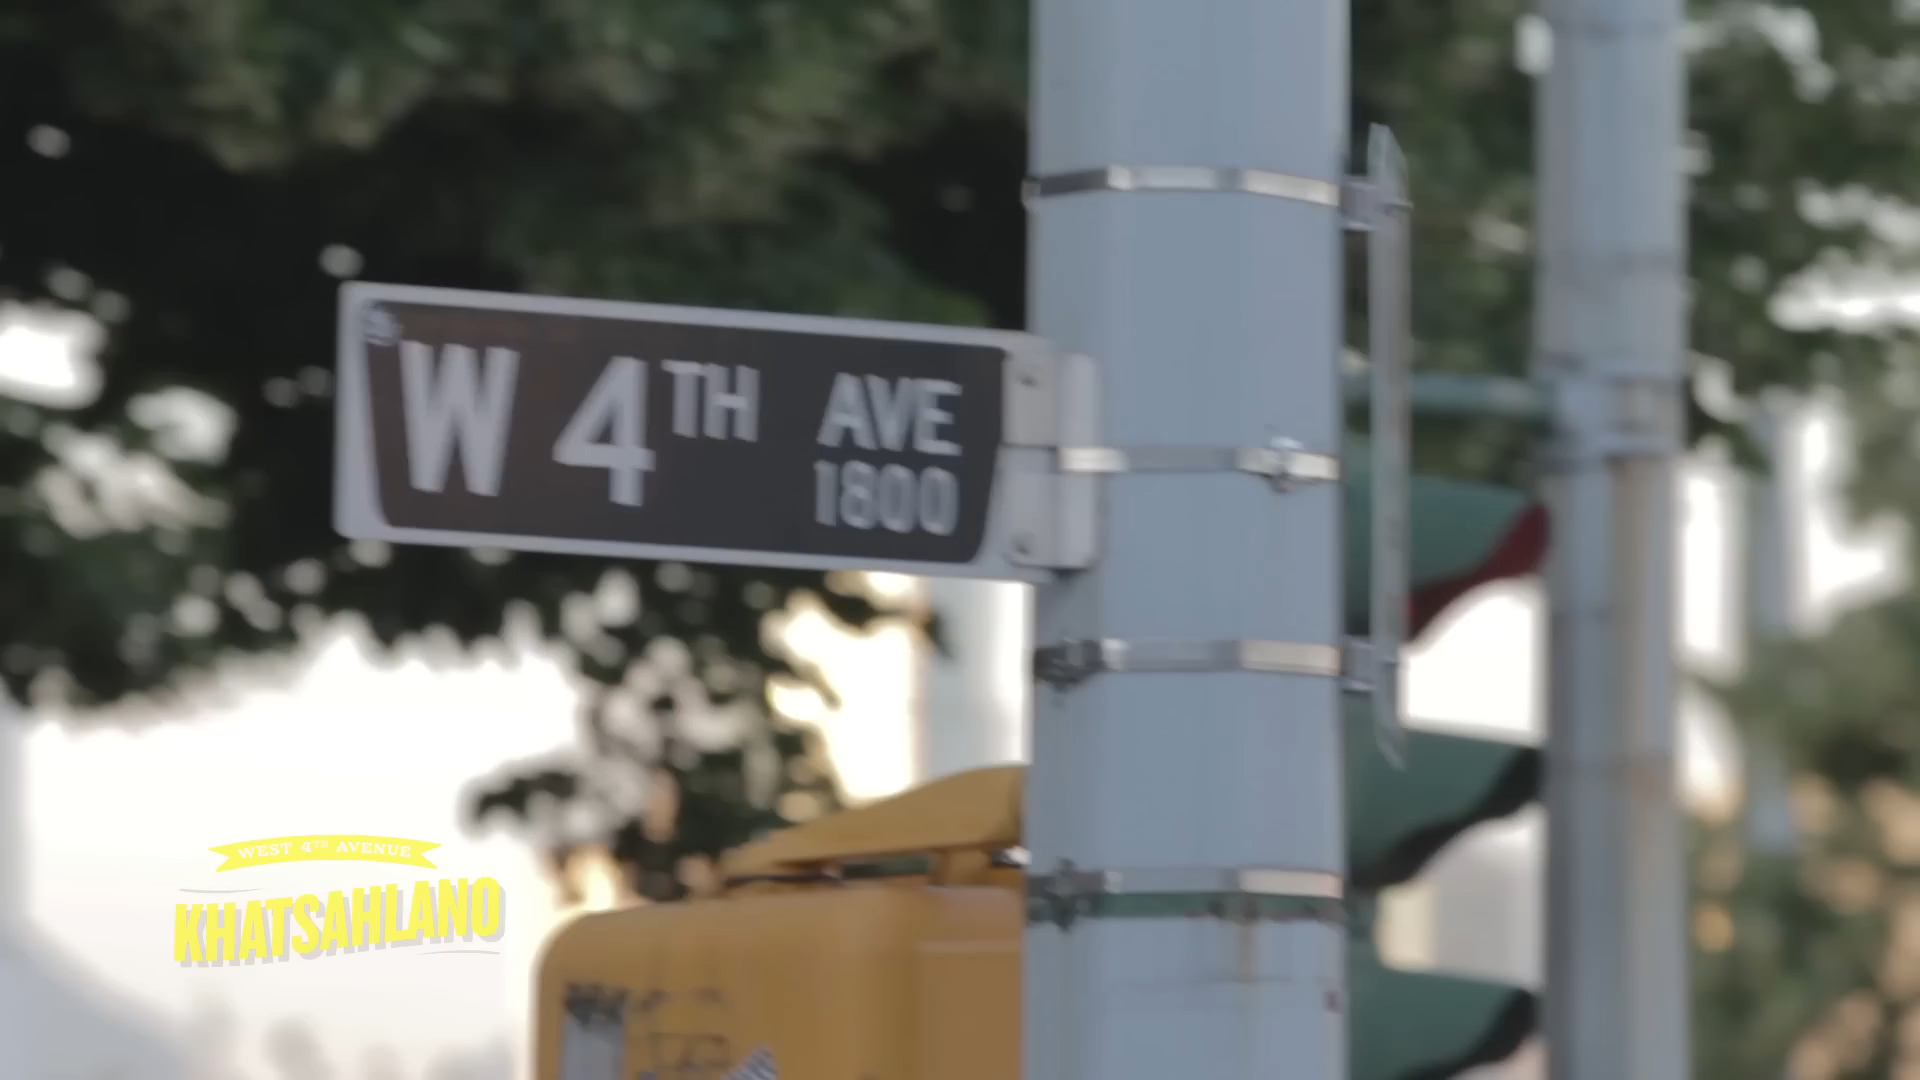 W 4TH AVE
1800
WEST 4TH AVENUE
KHATSAHLANO